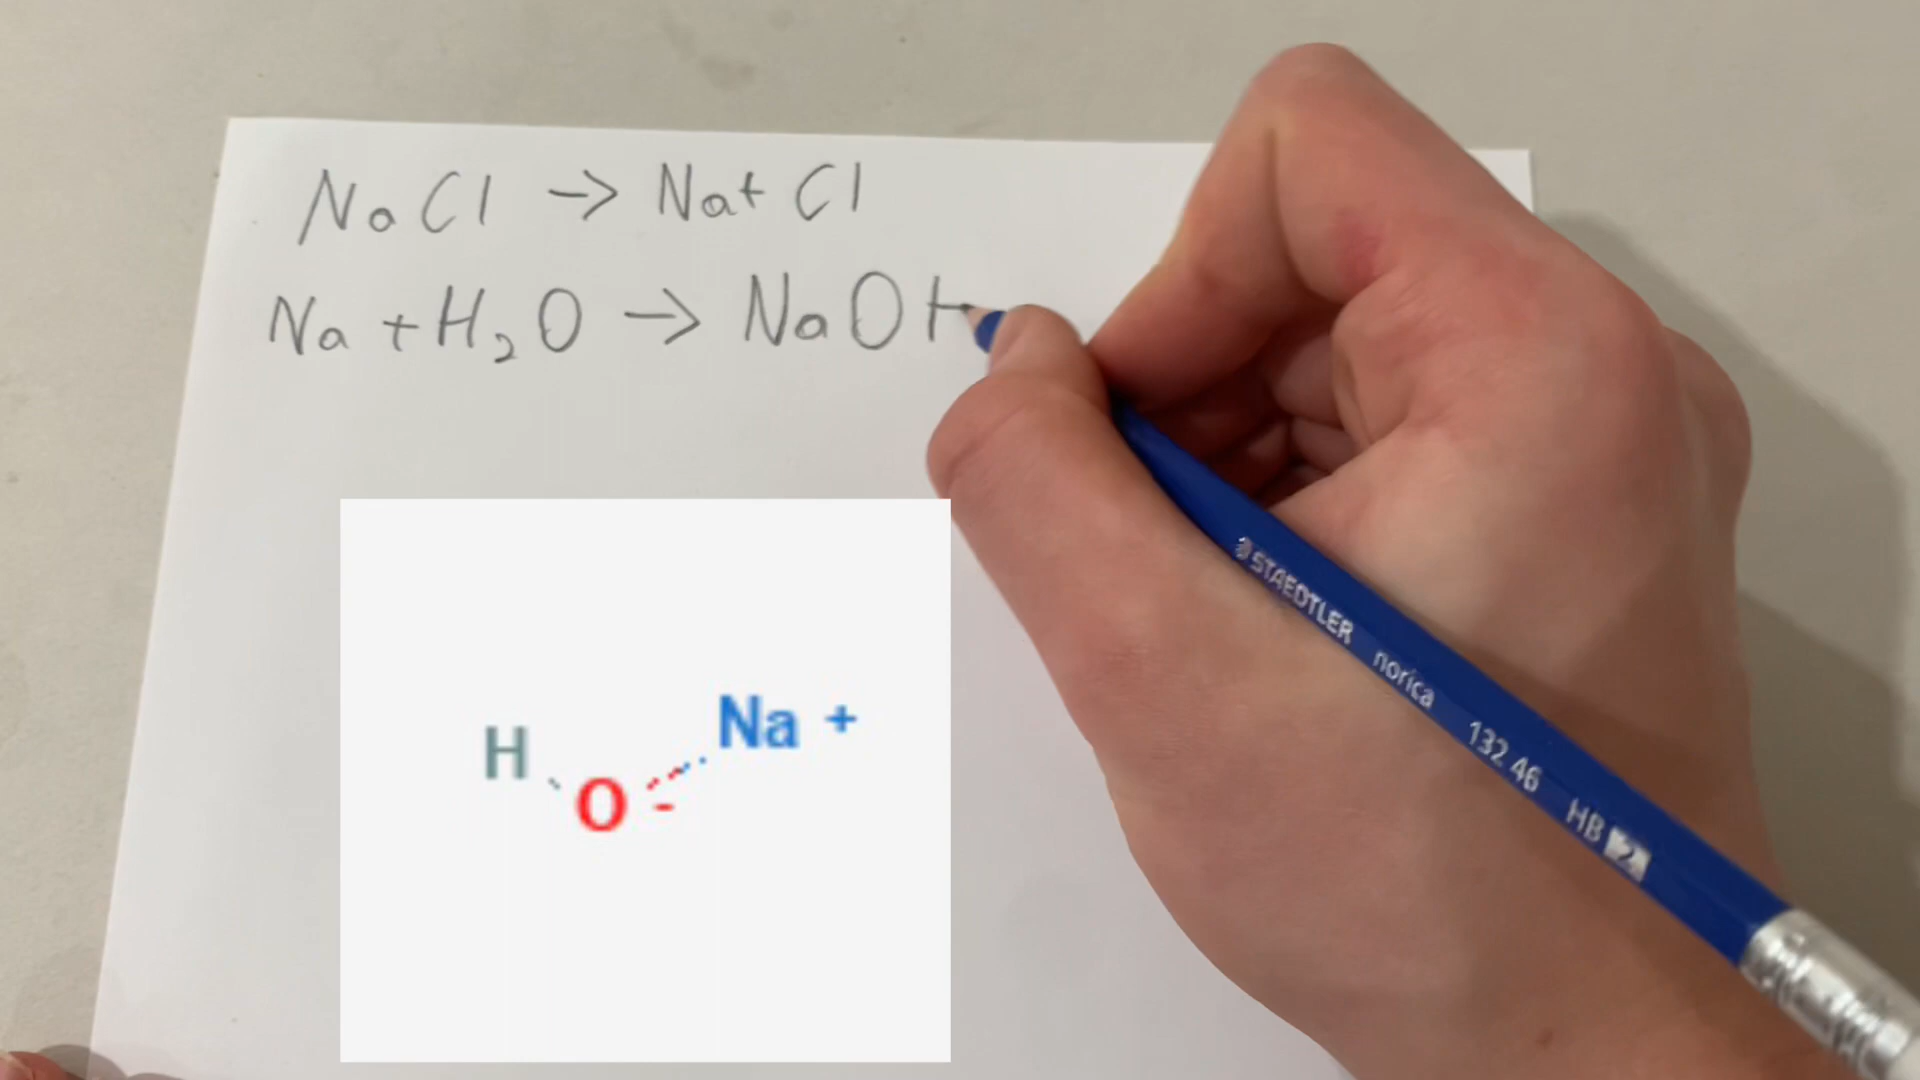 NaCl → Na+ Cl
Na + H₂O → NaOH
H O - Na +
STAEDTLER norica 132 46 HB 2